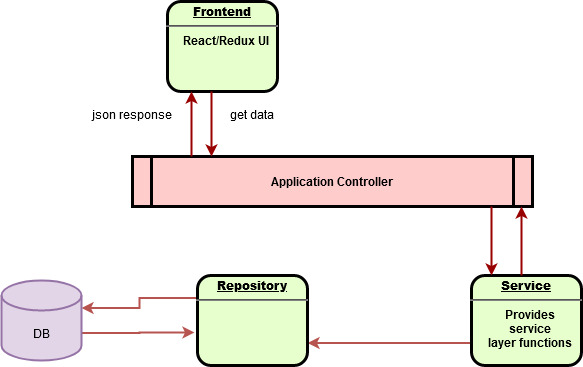 Frontend
React/Redux UI
json response
get data
Application Controller
Repository
Service
Provides
service
layer functions
DB